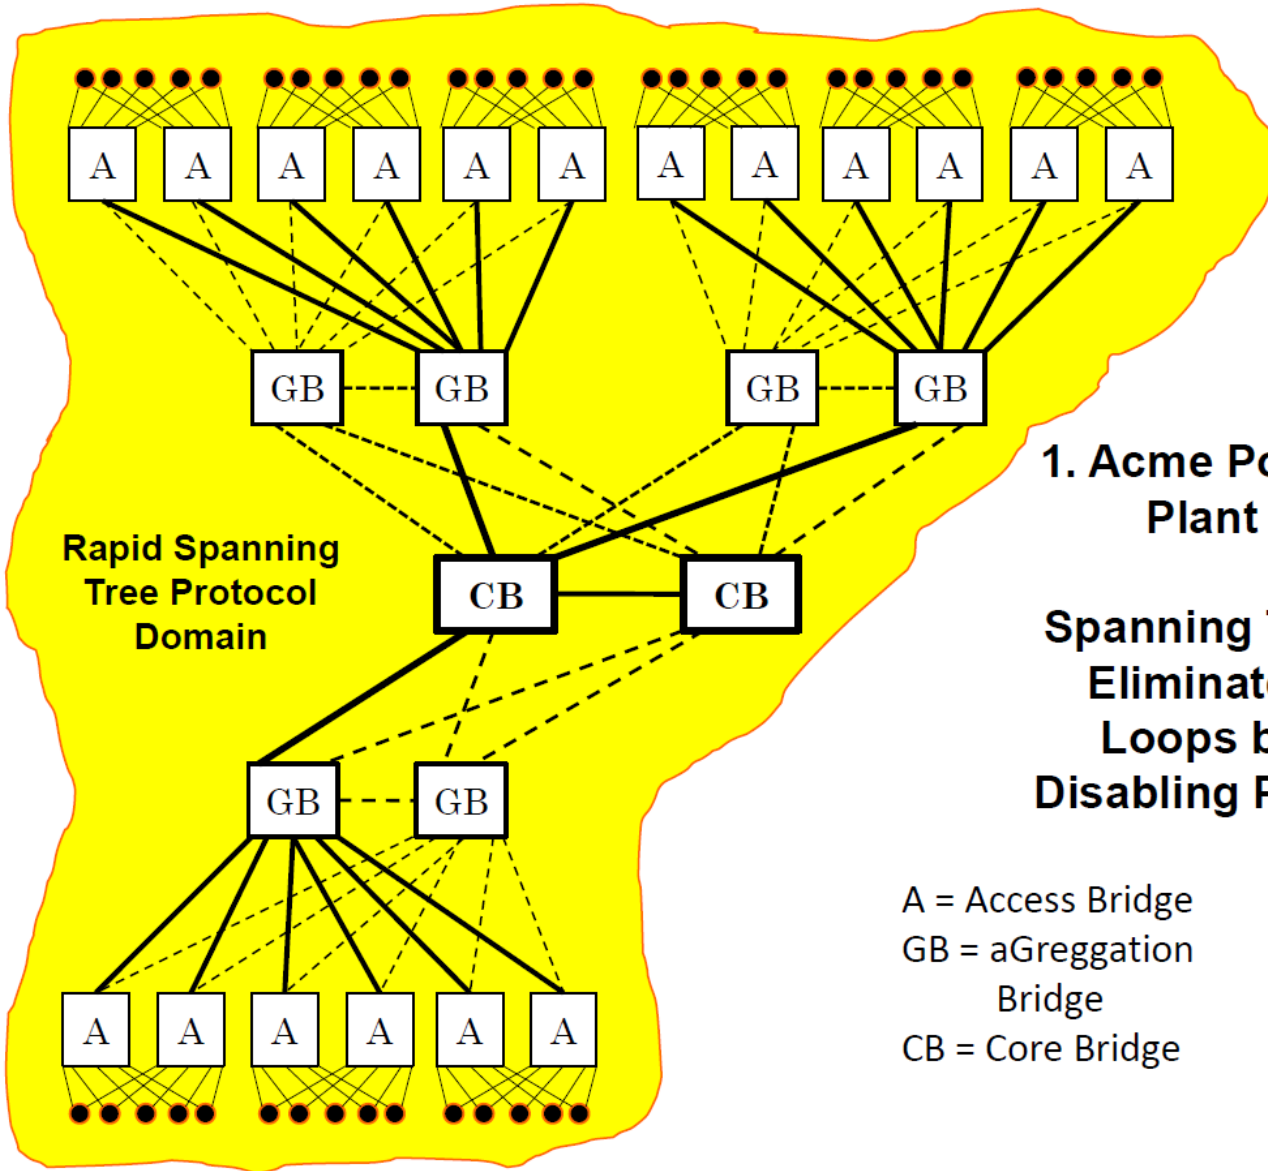 A A A A A A A A A A A A
GB GB GB GB
1. Acme
Plant
Rapid Spanning
Tree Protocol
Domain
CB CB
Spanning
Eliminat
Loops b
Disabling P
GB GB
A = Access Bridge
GB = aGreggation
Bridge
CB = Core Bridge
A A A A A A